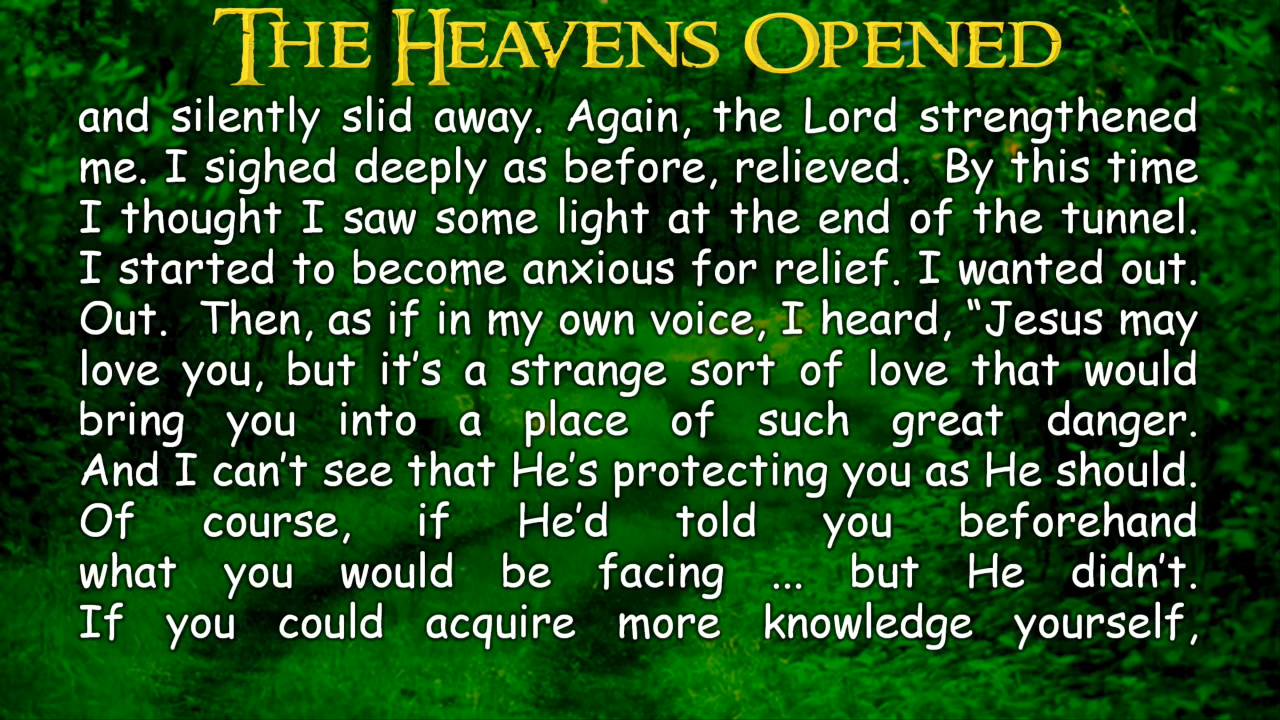 THE HEAVENS OPENED
and silently slid away. Again, the Lord strengthened
me. I sighed deeply as before, relieved.  By this time
I thought I saw some light at the end of the tunnel.
I started to become anxious for relief. I wanted out.
Out.  Then, as if in my own voice, I heard, “Jesus may
love you, but it’s a strange sort of love that would
bring you into a place of such great danger.
And I can’t see that He’s protecting you as He should.
Of course, if He’d told you beforehand
what you would be facing ... but He didn’t.
If you could acquire more knowledge yourself,